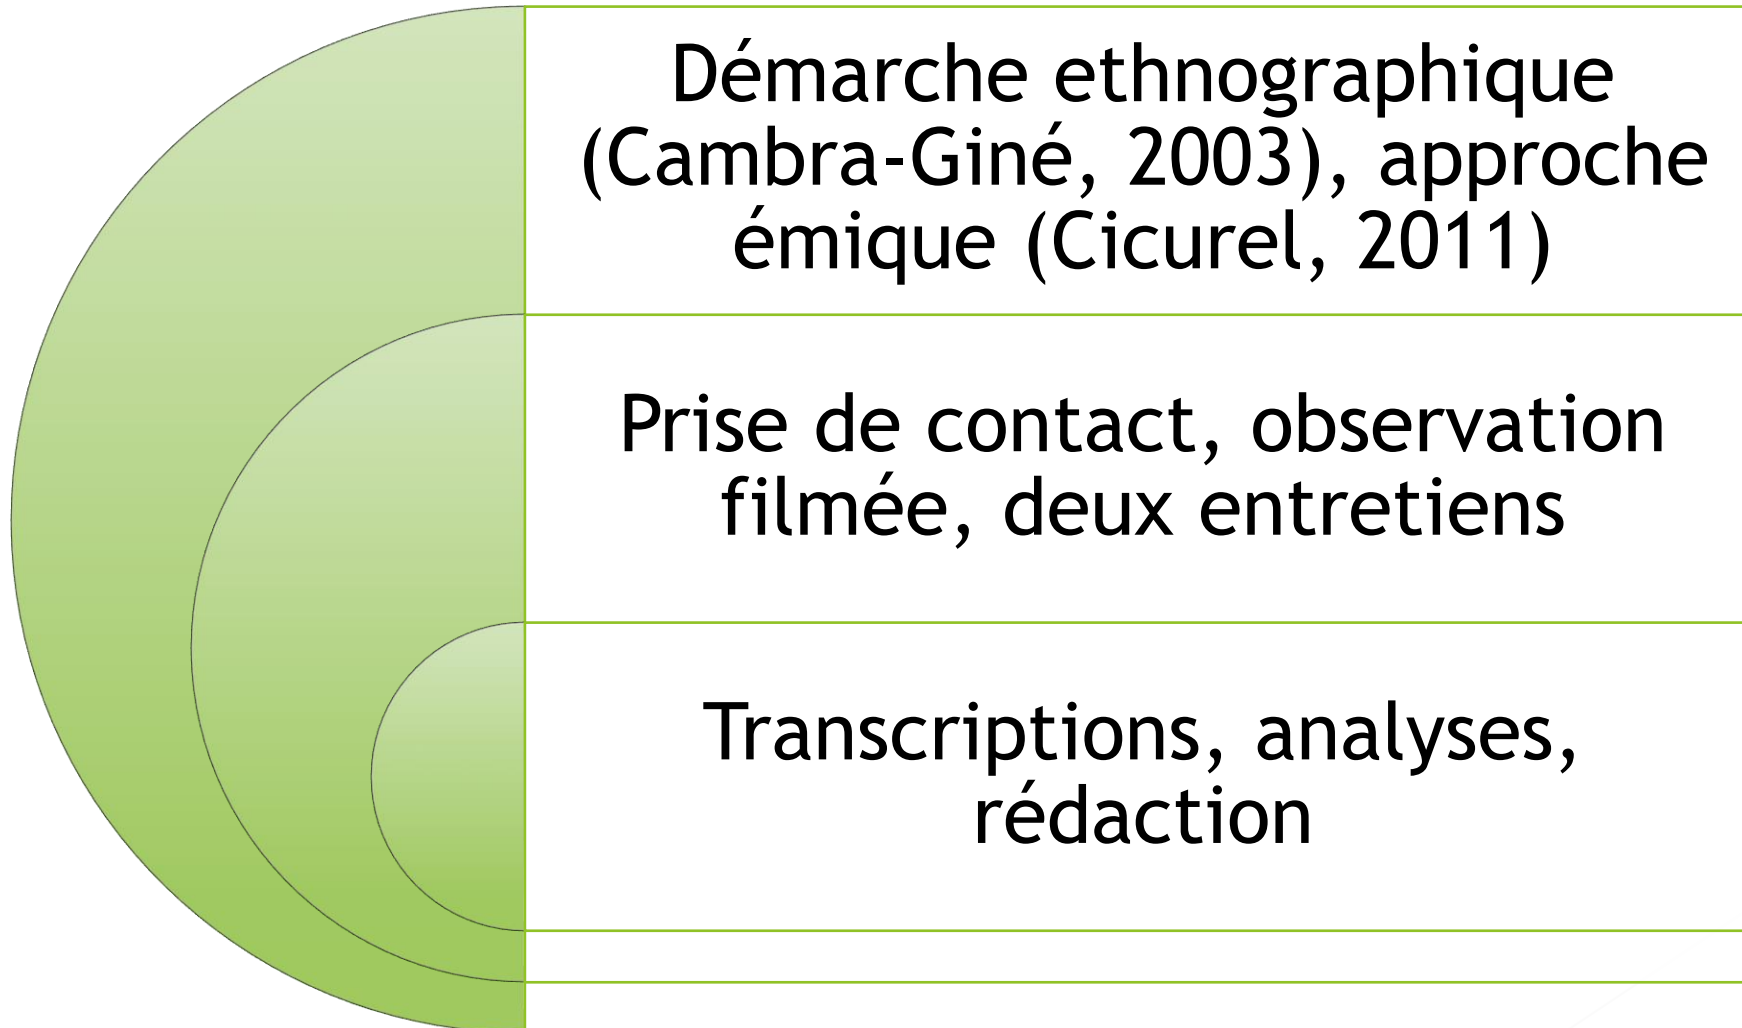 Démarche ethnographique
(Cambra-Giné, 2003), approche
émique (Cicurel, 2011)
Prise de contact, observation
filmée, deux entretiens
Transcriptions, analyses,
rédaction